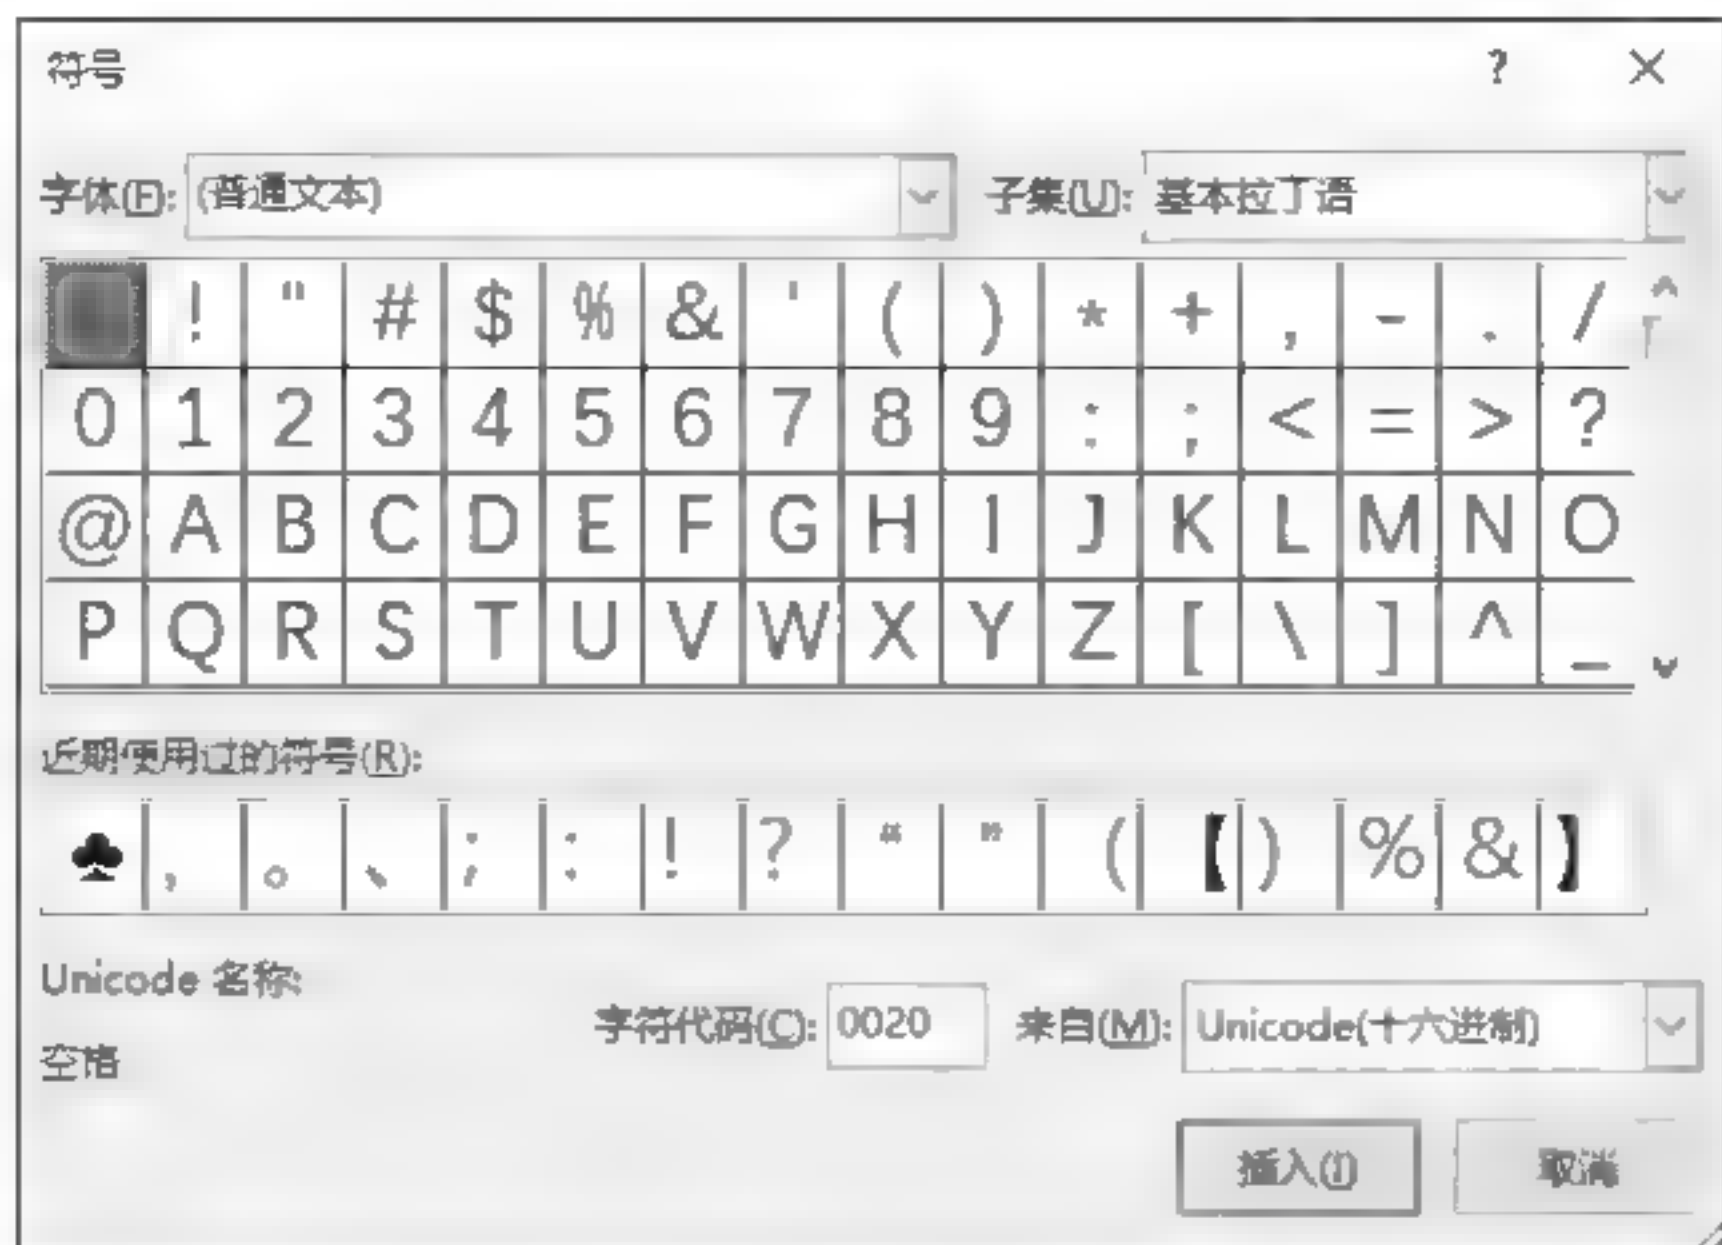 符号 ? ×
字体(F): (普通文本) 子集(U): 基本拉丁语
! " # $ % & ' ( ) * + , - . /
0 1 2 3 4 5 6 7 8 9 : ; < = > ?
@ A B C D E F G H I J K L M N O
P Q R S T U V W X Y Z [ \ ] ^ _
近期使用过的符号(R):
♣ , 。 、 ; : ! ? “ ” ( 【 ) % & 】
Unicode 名称:
空格
字符代码(C): 0020 来自(M): Unicode(十六进制)
插入(I) 取消